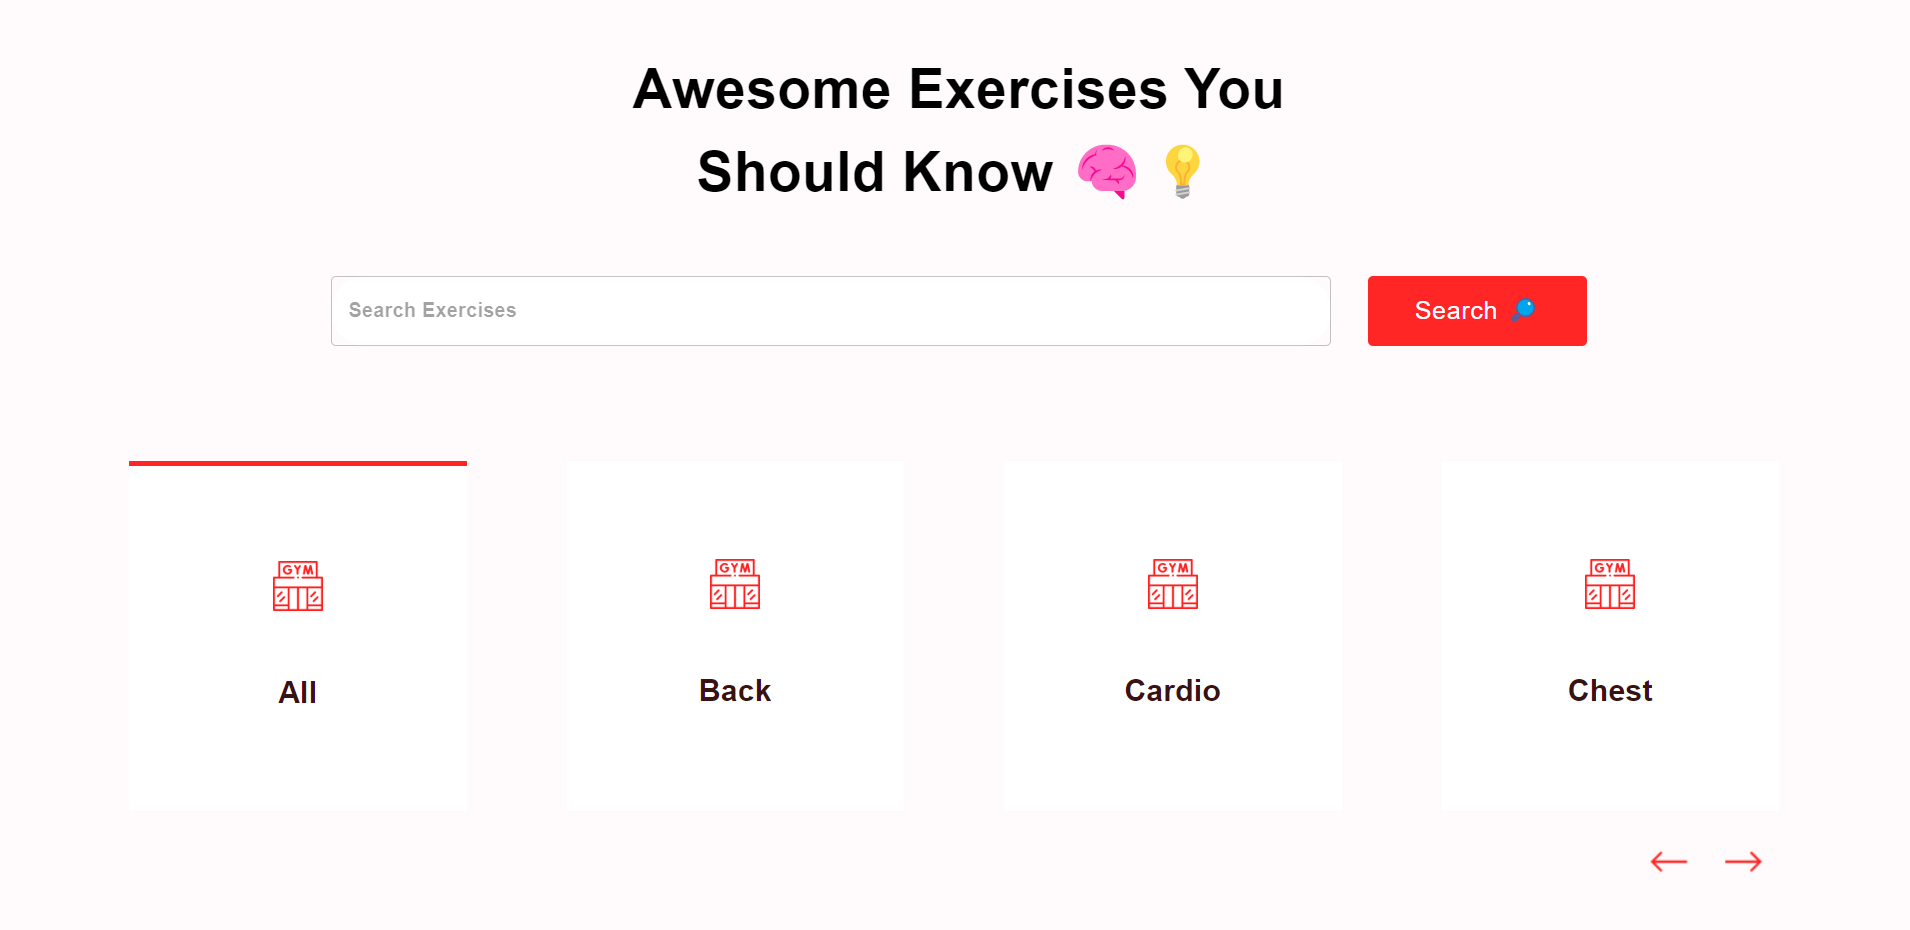 Awesome Exercises You
Should Know 🧠 💡
Search Exercises
Search 🔎
GYM
All
GYM
Back
GYM
Cardio
GYM
Chest